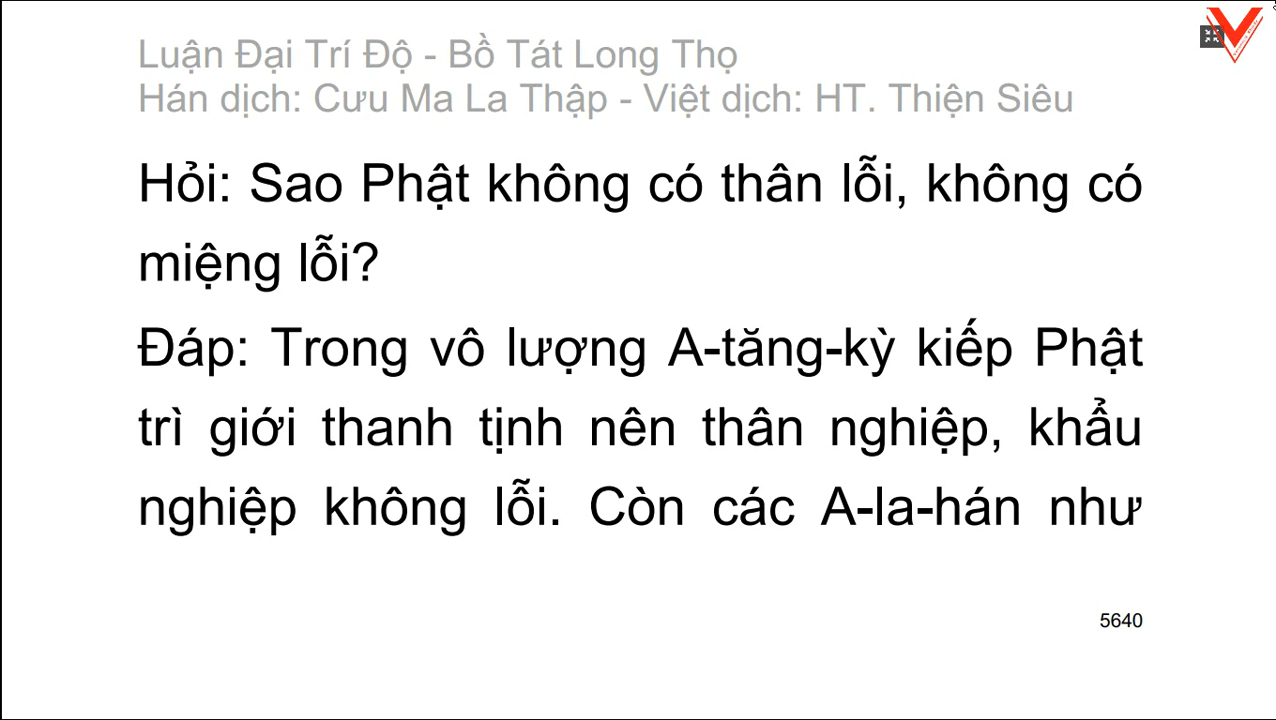 Luận Đại Trí Độ - Bồ Tát Long Thọ
Hán dịch: Cưu Ma La Thập - Việt dịch: HT. Thiện Siêu
Hỏi: Sao Phật không có thân lỗi, không có
miệng lỗi?
Đáp: Trong vô lượng A-tăng-kỳ kiếp Phật
trì giới thanh tịnh nên thân nghiệp, khẩu
nghiệp không lỗi. Còn các A-la-hán như
5640